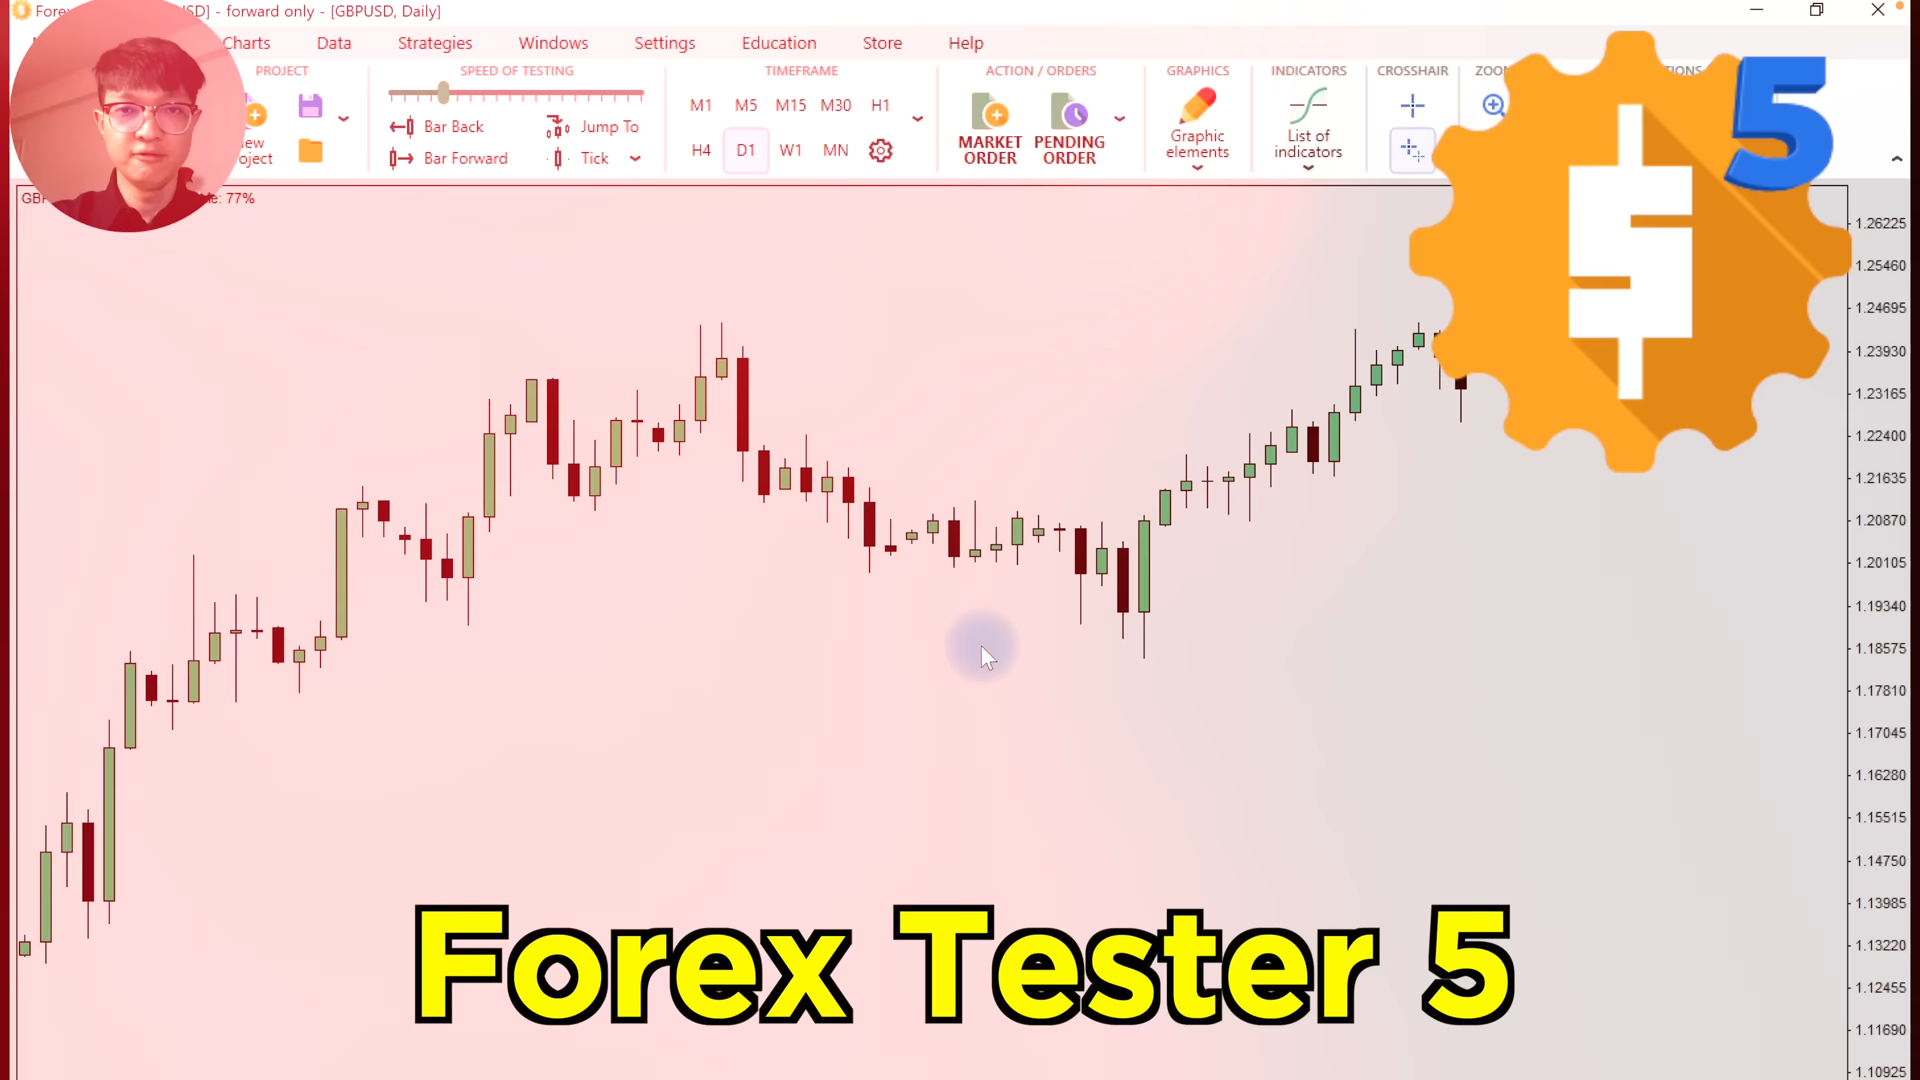 Forex SD] - forward only - [GBPUSD, Daily]
Charts Data Strategies Windows Settings Education Store Help
PROJECT SPEED OF TESTING TIMEFRAME ACTION / ORDERS GRAPHICS INDICATORS CROSSHAIR
M1 M5 M15 M30 H1
Bar Back Jump To
MARKET ORDER
PENDING ORDER
Graphic elements
List of indicators
H4 D1 W1 MN
Bar Forward Tick
5
77%
1.26225
1.25460
1.24695
1.23930
1.23165
1.22400
1.21635
1.20870
1.20105
1.19340
1.18575
1.17810
1.17045
1.16280
1.15515
1.14750
1.13985
1.13220
1.12455
1.11690
1.10925
Forex Tester 5